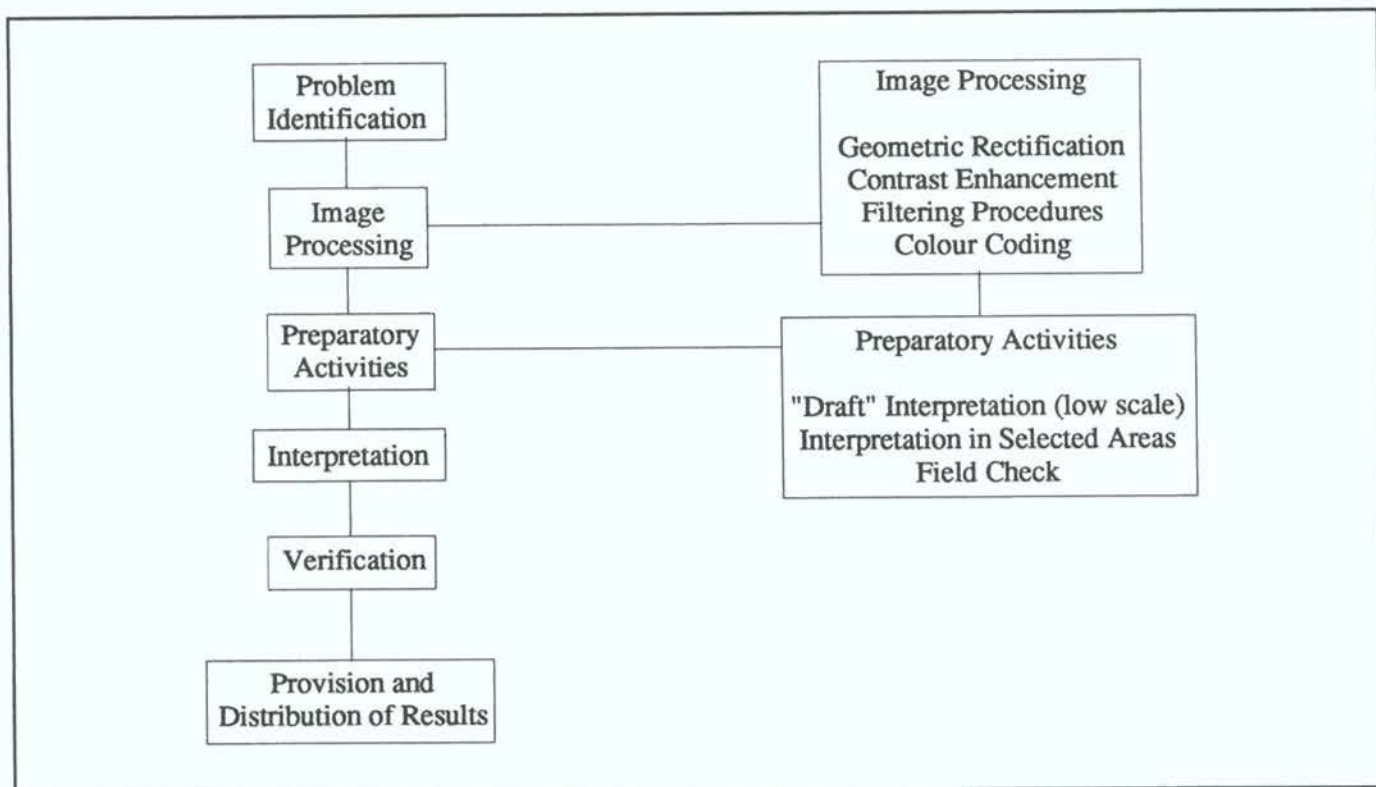 Problem
Identification
Image
Processing
Preparatory
Activities
Interpretation
Verification
Provision and
Distribution of Results
Image Processing
Geometric Rectification
Contrast Enhancement
Filtering Procedures
Colour Coding
Preparatory Activities
"Draft" Interpretation (low scale)
Interpretation in Selected Areas
Field Check